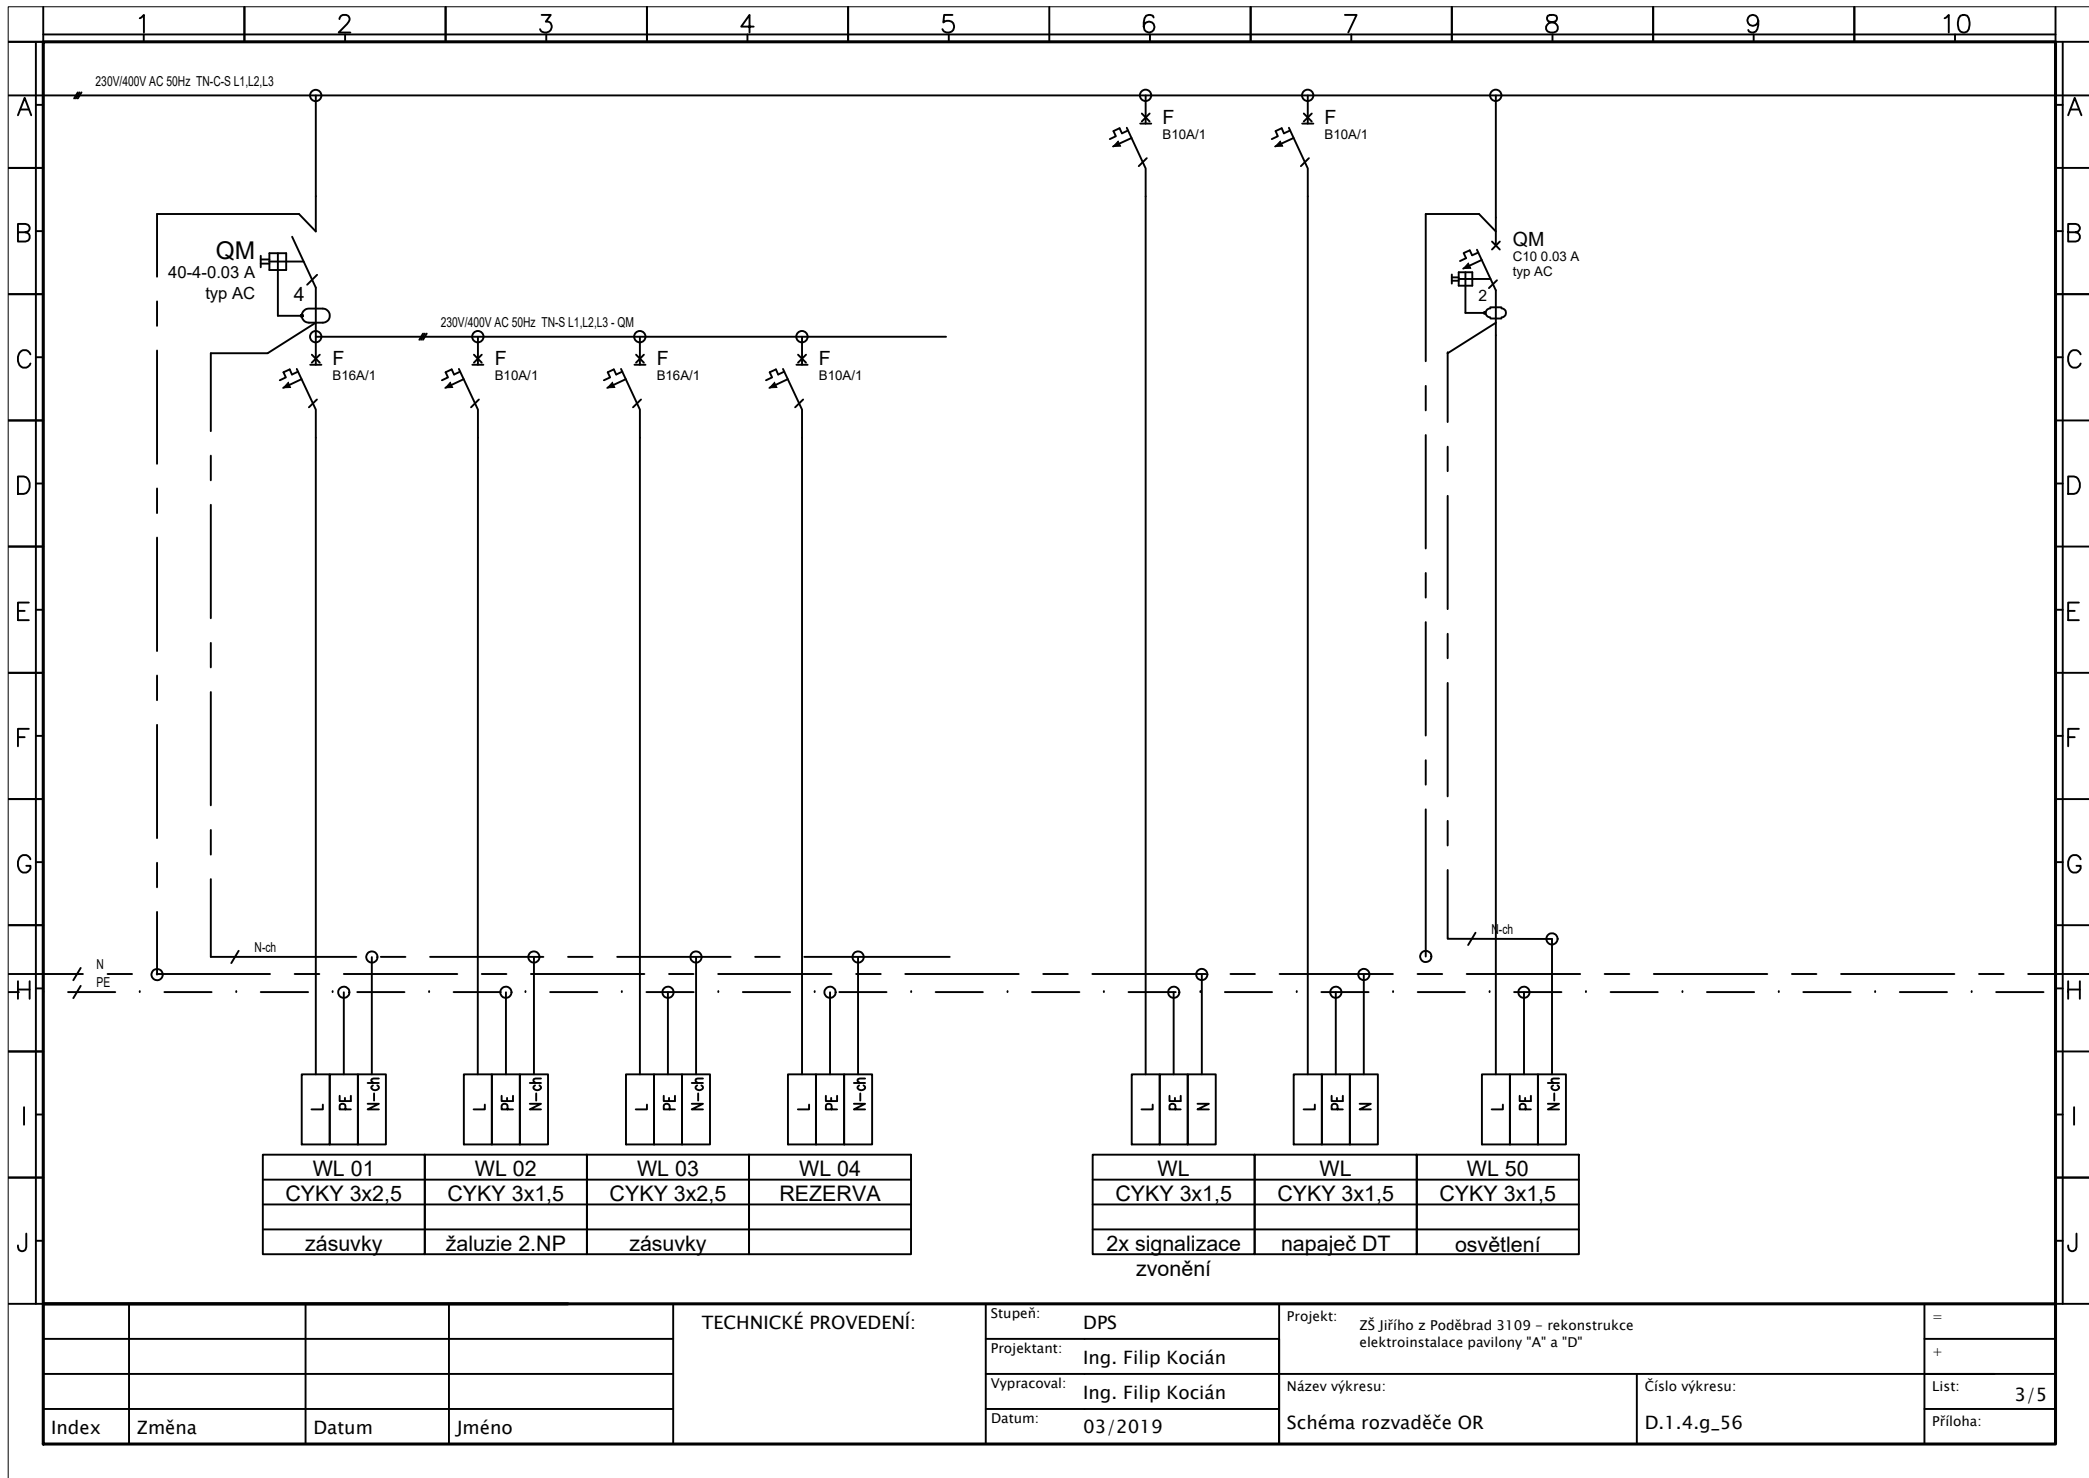 1 2 3 4 5 6 7 8 9 10
230V/400V AC 50Hz TN-C-S L1,L2,L3
A A
F
B10A/1
F
B10A/1
B B
QM
40-4-0.03 A
typ AC
4
QM
C10 0.03 A
typ AC
2
230V/400V AC 50Hz TN-S L1,L2,L3 - QM
C C
F
B16A/1
F
B10A/1
F
B16A/1
F
B10A/1
D D
E E
F F
G G
N-ch
N-ch
N
PE
H H
L PE N-ch
L PE N-ch
L PE N-ch
L PE N-ch
L PE N
L PE N
L PE N-ch
I I
WL 01 WL 02 WL 03 WL 04
CYKY 3x2,5 CYKY 3x1,5 CYKY 3x2,5 REZERVA
zásuvky žaluzie 2.NP zásuvky
WL WL WL 50
CYKY 3x1,5 CYKY 3x1,5 CYKY 3x1,5
2x signalizace napaječ DT osvětlení
zvonění
J J
Index Změna Datum Jméno
TECHNICKÉ PROVEDENÍ:
Stupeň: DPS
Projektant: Ing. Filip Kocián
Vypracoval: Ing. Filip Kocián
Datum: 03/2019
Projekt: ZŠ Jiřího z Poděbrad 3109 – rekonstrukce
elektroinstalace pavilony "A" a "D"
Název výkresu:
Schéma rozvaděče OR
Číslo výkresu:
D.1.4.g_56
=
+
List: 3/5
Příloha: